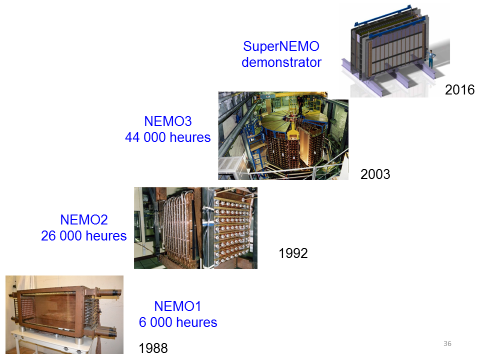 SuperNEMO
demonstrator
2016
NEMO3
44 000 heures
2003
NEMO2
26 000 heures
1992
NEMO1
6 000 heures
1988
36